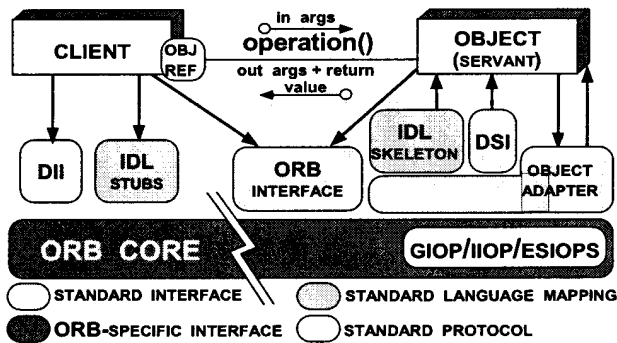 in args
operation()
out args + return
value
CLIENT
OBJ
REF
OBJECT
(SERVANT)
DII
IDL
STUBS
ORB
INTERFACE
IDL
SKELETON
DSI
OBJECT
ADAPTER
ORB CORE
GIOP/IIOP/ESIOPS
STANDARD INTERFACE
STANDARD LANGUAGE MAPPING
ORB-SPECIFIC INTERFACE
STANDARD PROTOCOL